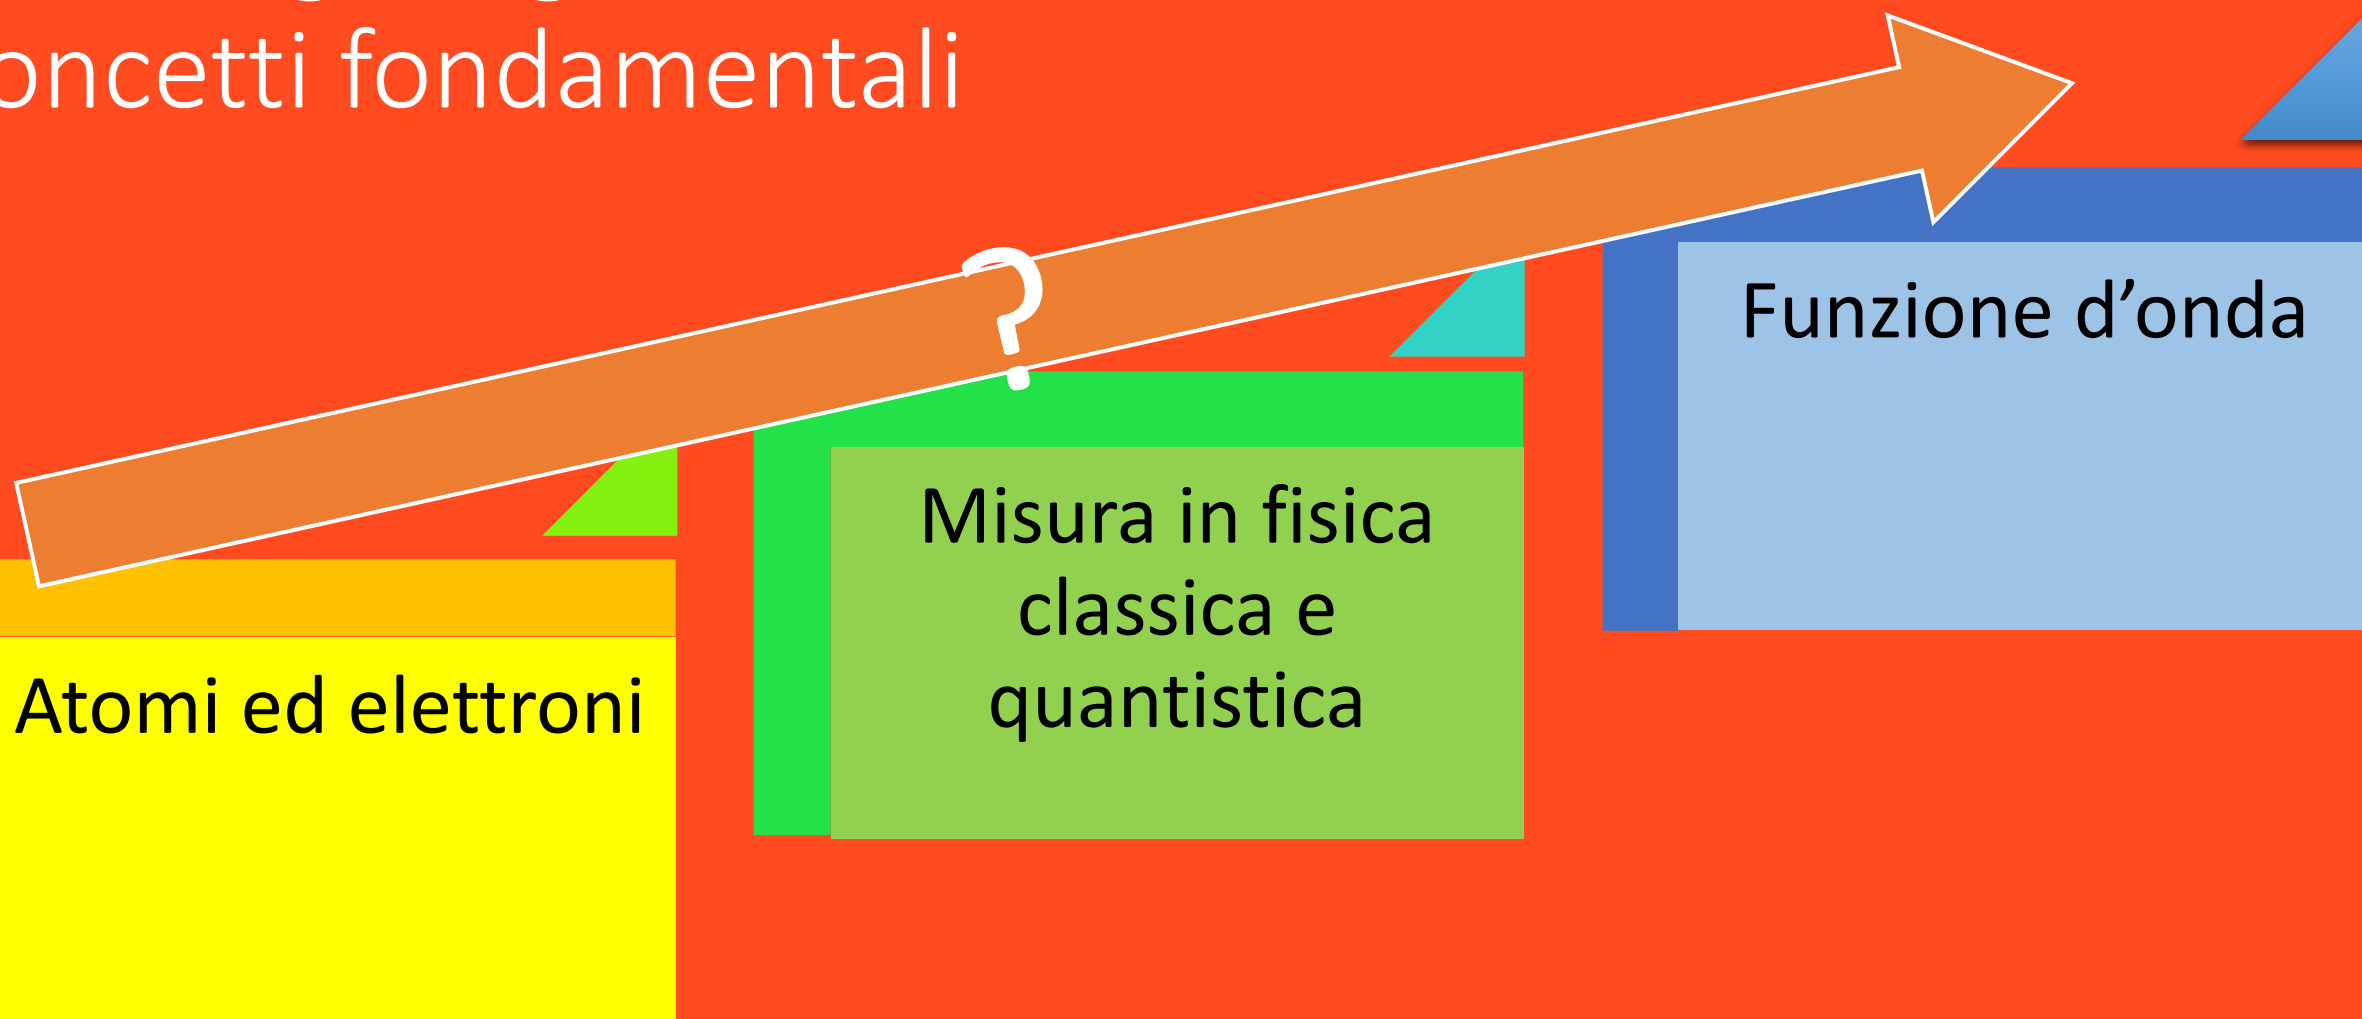 oncetti fondamentali
?
Funzione d’onda
Misura in fisica
classica e
quantistica
Atomi ed elettroni